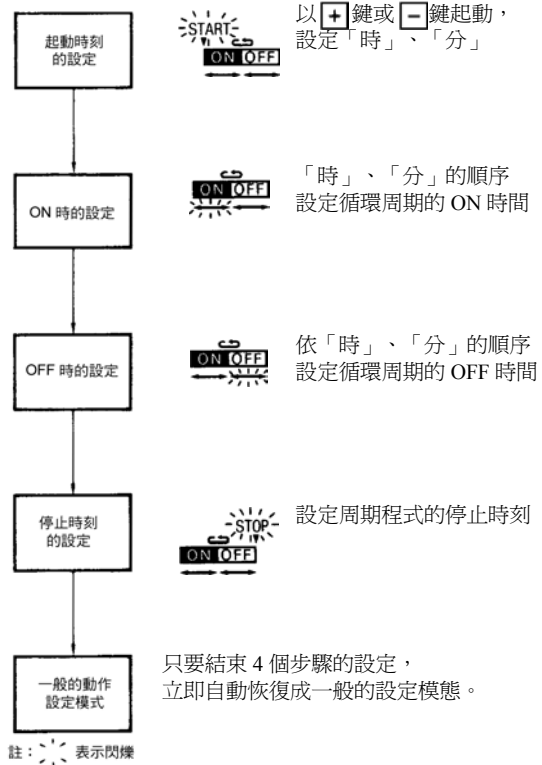 起動時刻
的設定
START
ON OFF
以 + 鍵或 - 鍵起動，
設定「時」、「分」
ON 時的設定
ON OFF
「時」、「分」的順序
設定循環周期的 ON 時間
OFF 時的設定
ON OFF
依「時」、「分」的順序
設定循環周期的 OFF 時間
停止時刻
的設定
STOP
ON OFF
設定周期程式的停止時刻
一般的動作
設定模式
只要結束 4 個步驟的設定，
立即自動恢復成一般的設定模態。
註： 表示閃爍